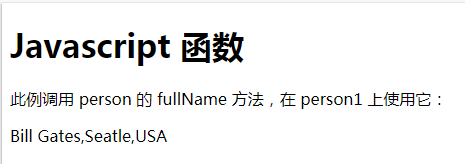 Javascript 函数
此例调用 person 的 fullName 方法，在 person1 上使用它：
Bill Gates,Seatle,USA